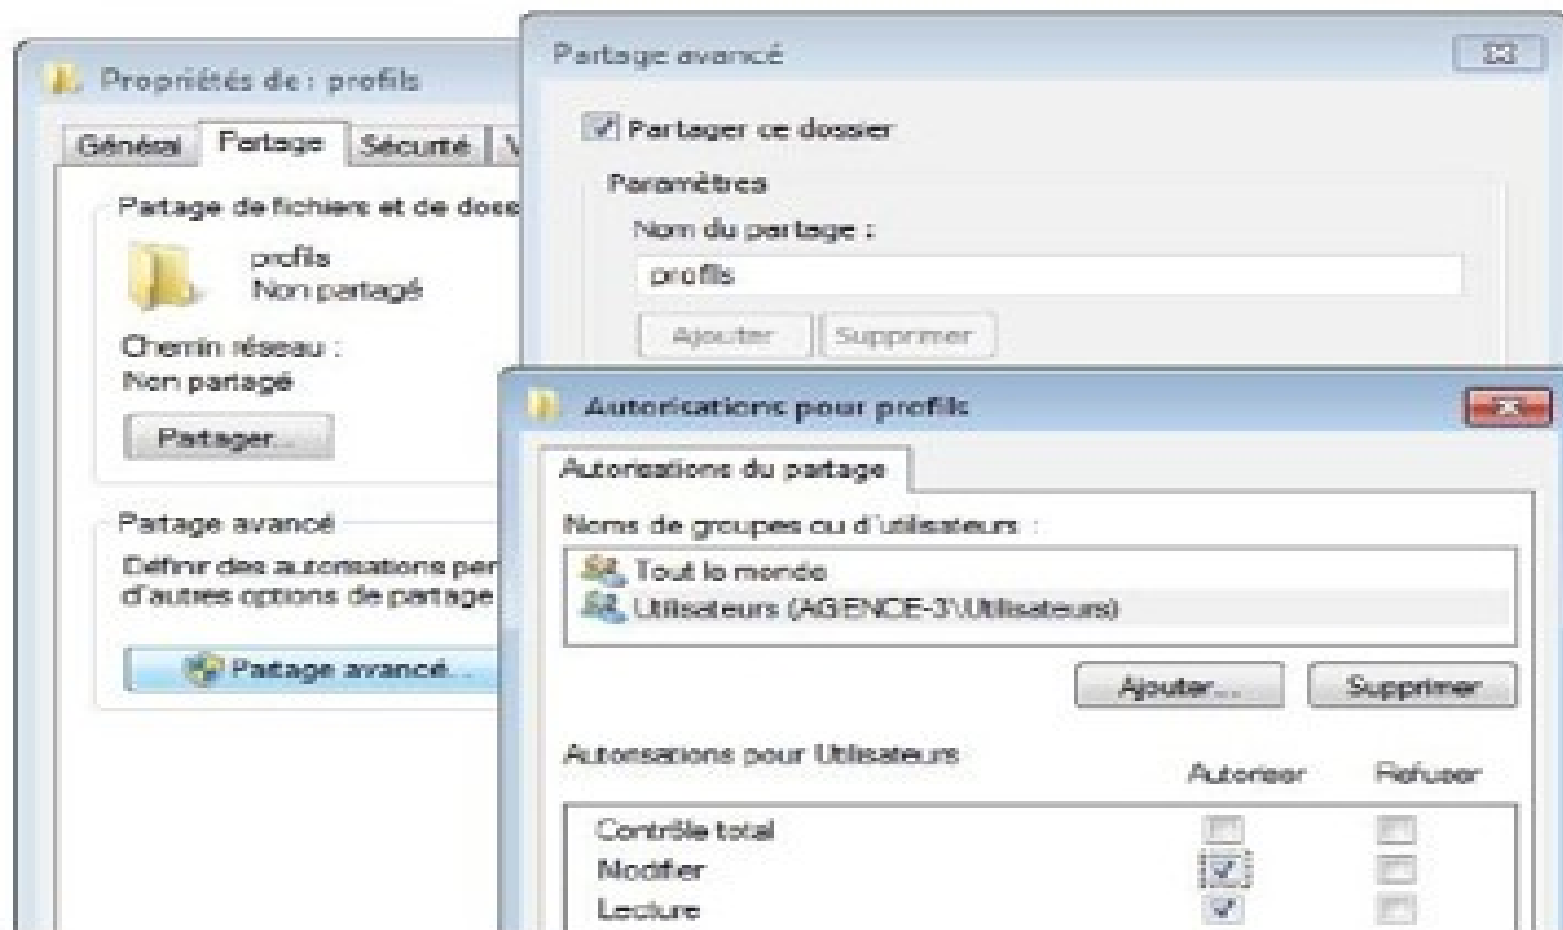 Propriétés de : profils
Général Partage Sécurité
Partage de fichiers et de doss
profils
Non partagé
Chemin réseau :
Non partagé
Partager...
Partage avancé
Définir des autorisations per
d'autres options de partage
Partage avancé...
Partage avancé
Partager ce dossier
Paramètres
Nom du partage :
profils
Ajouter Supprimer
Autorisations pour profils
Autorisations du partage
Noms de groupes ou d'utilisateurs :
Tout le monde
Utilisateurs (AGENCE-3\Utilisateurs)
Ajouter... Supprimer
Autorisations pour Utilisateurs Autoriser Refuser
Contrôle total
Modifier
Lecture